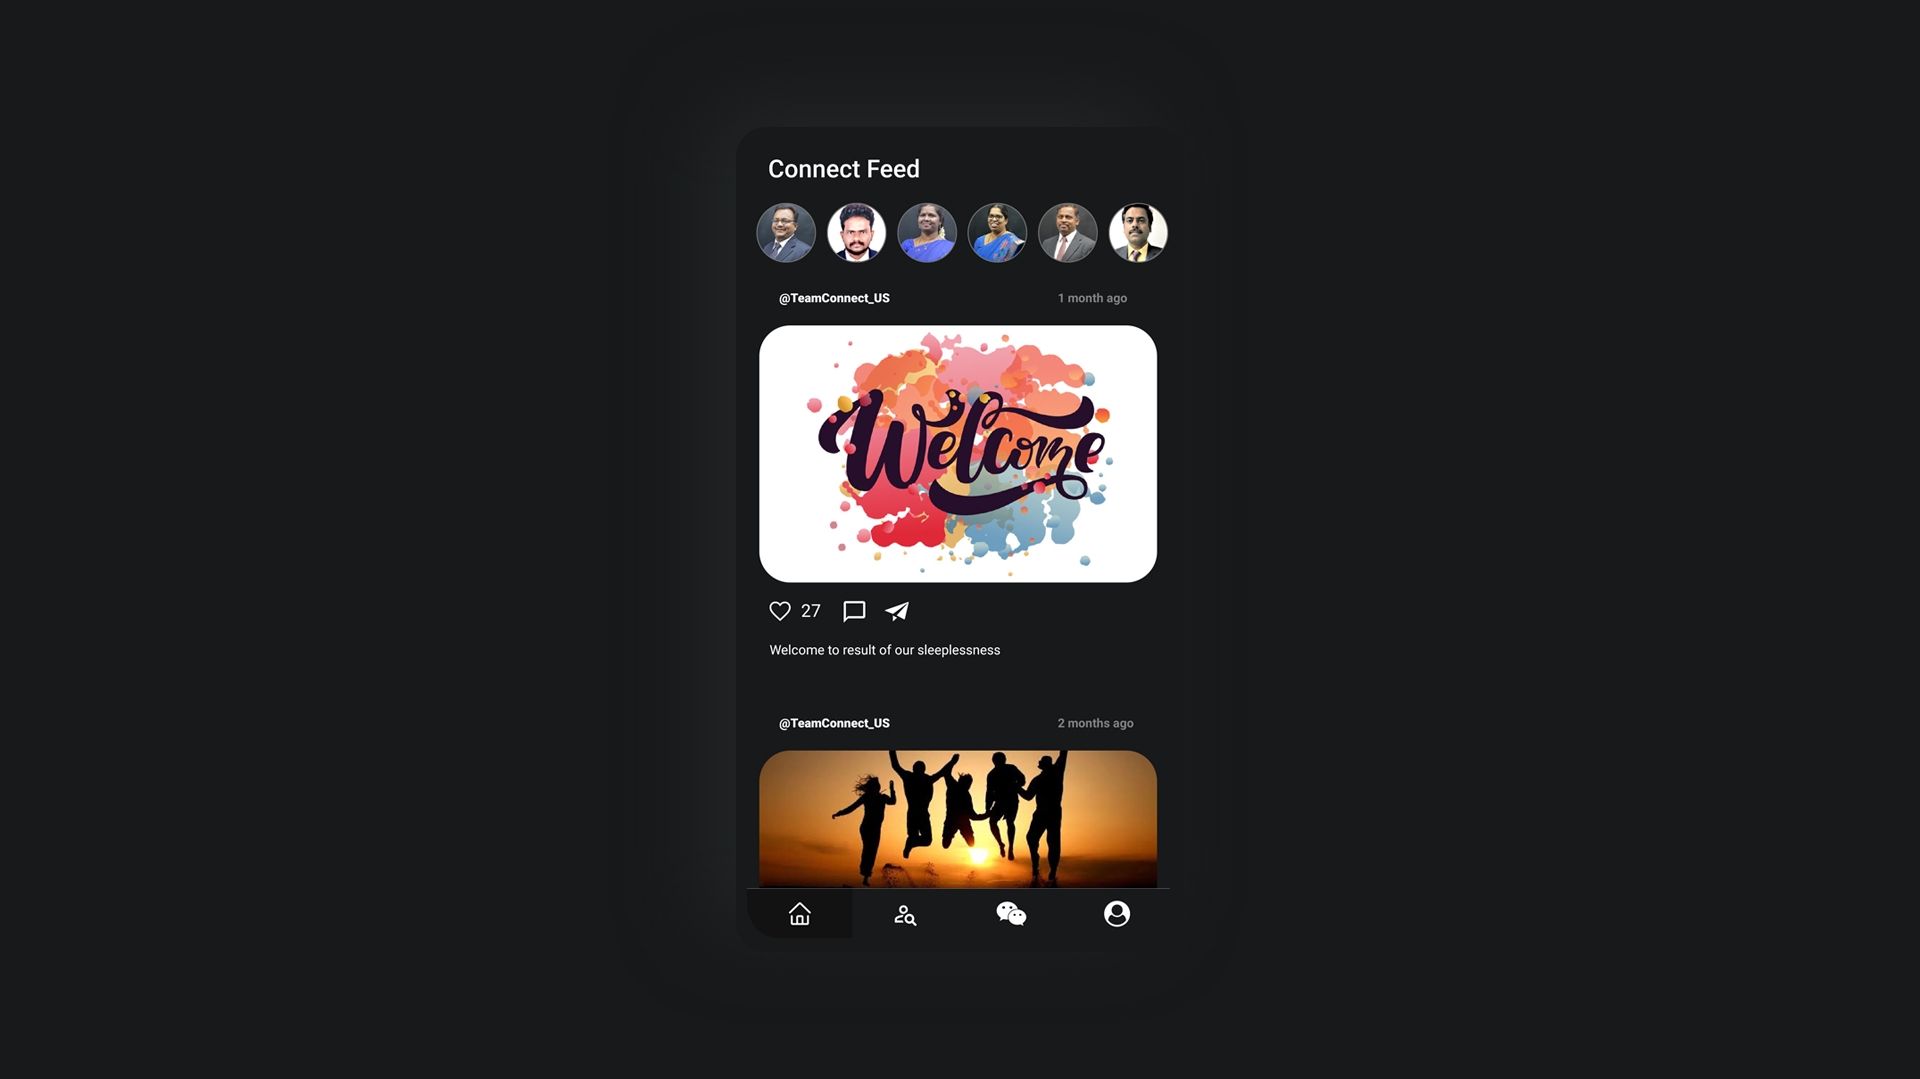 Connect Feed
@TeamConnect_US 1 month ago
Welcome
27
Welcome to result of our sleeplessness
@TeamConnect_US 2 months ago